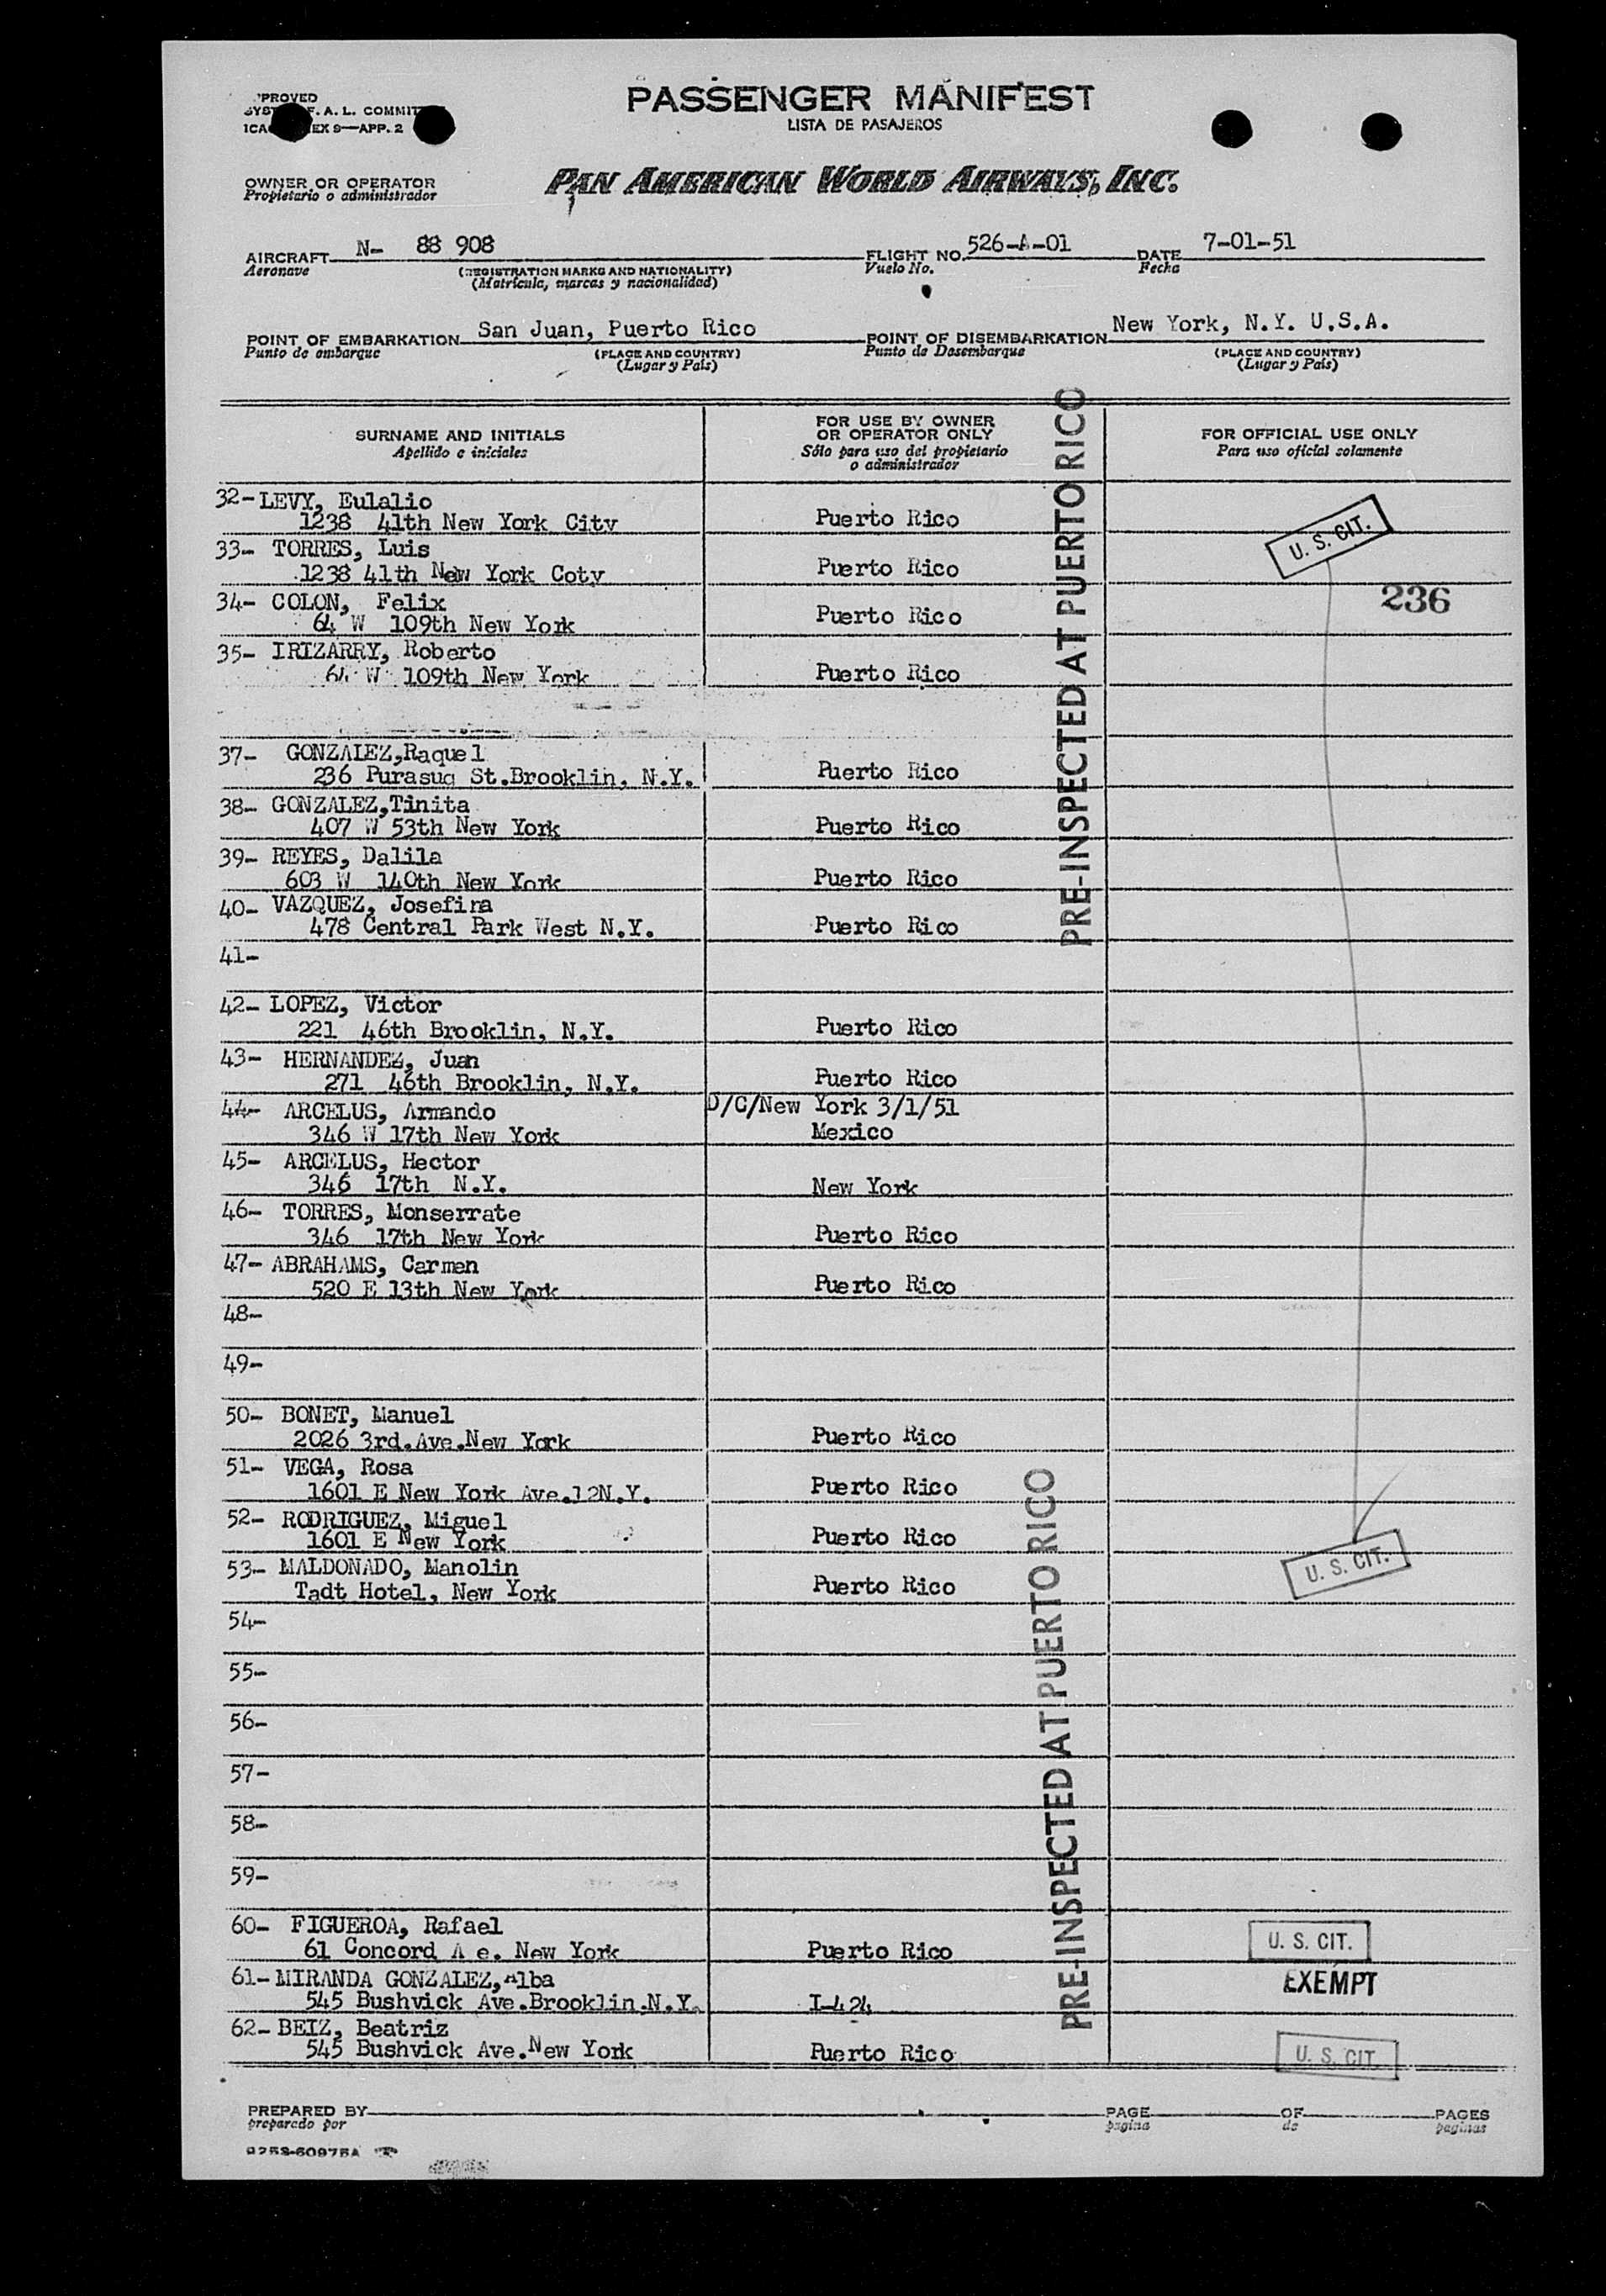 PASSENGER MANIFEST
LISTA DE PASAJEROS
F. A. L.
EX 9—APP. 2
OWNER OR OPERATOR
Propietario o administrador
PAN AMERICAN WORLD AIRWAYS, INC.
AIRCRAFT N- 88 908
Aeronave
(REGISTRATION MARKS AND NATIONALITY)
(Matrícula, marcas y nacionalidad)
FLIGHT NO. 526-A-01
Vuelo No.
DATE 7-01-51
Fecha
POINT OF EMBARKATION San Juan, Puerto Rico
Punto de embarque
(PLACE AND COUNTRY)
(Lugar y País)
POINT OF DISEMBARKATION New York, N.Y. U.S.A.
Punto de Desembarque
(PLACE AND COUNTRY)
(Lugar y País)
SURNAME AND INITIALS
Apellido e iniciales
FOR USE BY OWNER
OR OPERATOR ONLY
Sólo para uso del propietario
o administrador
FOR OFFICIAL USE ONLY
Para uso oficial solamente
PRE-INSPECTED AT PUERTO RICO
32- LEVY, Eulalio
1238 41th New York City Puerto Rico
U. S. CIT.
33- TORRES, Luis
1238 41th New York Coty Puerto Rico
236
34- COLON, Felix
64 W 109th New York Puerto Rico
35- IRIZARRY, Roberto
64 W 109th New York Puerto Rico
37- GONZALEZ,Raquel
236 Purasuq St.Brooklin, N.Y. Puerto Rico
38- GONZALEZ,Tinita
407 W 53th New York Puerto Rico
39- REYES, Dalila
603 W 140th New York Puerto Rico
40- VAZQUEZ, Josefina
478 Central Park West N.Y. Puerto Rico
41-
42- LOPEZ, Victor
221 46th Brooklin, N.Y. Puerto Rico
43- HERNANDEZ, Juan
271 46th Brooklin, N.Y. Puerto Rico
44- ARCELUS, Armando D/C/New York 3/1/51
346 W 17th New York Mexico
45- ARCELUS, Hector
346 17th N.Y. New York
46- TORRES, Monserrate
346 17th New York Puerto Rico
47- ABRAHAMS, Carmen
520 E 13th New York Puerto Rico
48-
49-
50- BONET, Manuel
2026 3rd.Ave.New York Puerto Rico
51- VEGA, Rosa
1601 E New York Ave.12N.Y. Puerto Rico
52- RODRIGUEZ, Miguel
1601 E New York Puerto Rico
53- MALDONADO, Manolin
Tadt Hotel, New York Puerto Rico
U. S. CIT.
PRE-INSPECTED AT PUERTO RICO
54-
55-
56-
57-
58-
59-
60- FIGUEROA, Rafael
61 Concord A e. New York Puerto Rico
U. S. CIT.
61- MIRANDA GONZALEZ,Alba
545 Bushvick Ave.Brooklin.N.Y. I-424
EXEMPT
62- BEIZ, Beatriz
545 Bushvick Ave.New York Puerto Rico
U. S. CIT.
PREPARED BY
preparado por
PAGE OF PAGES
pagina de paginas